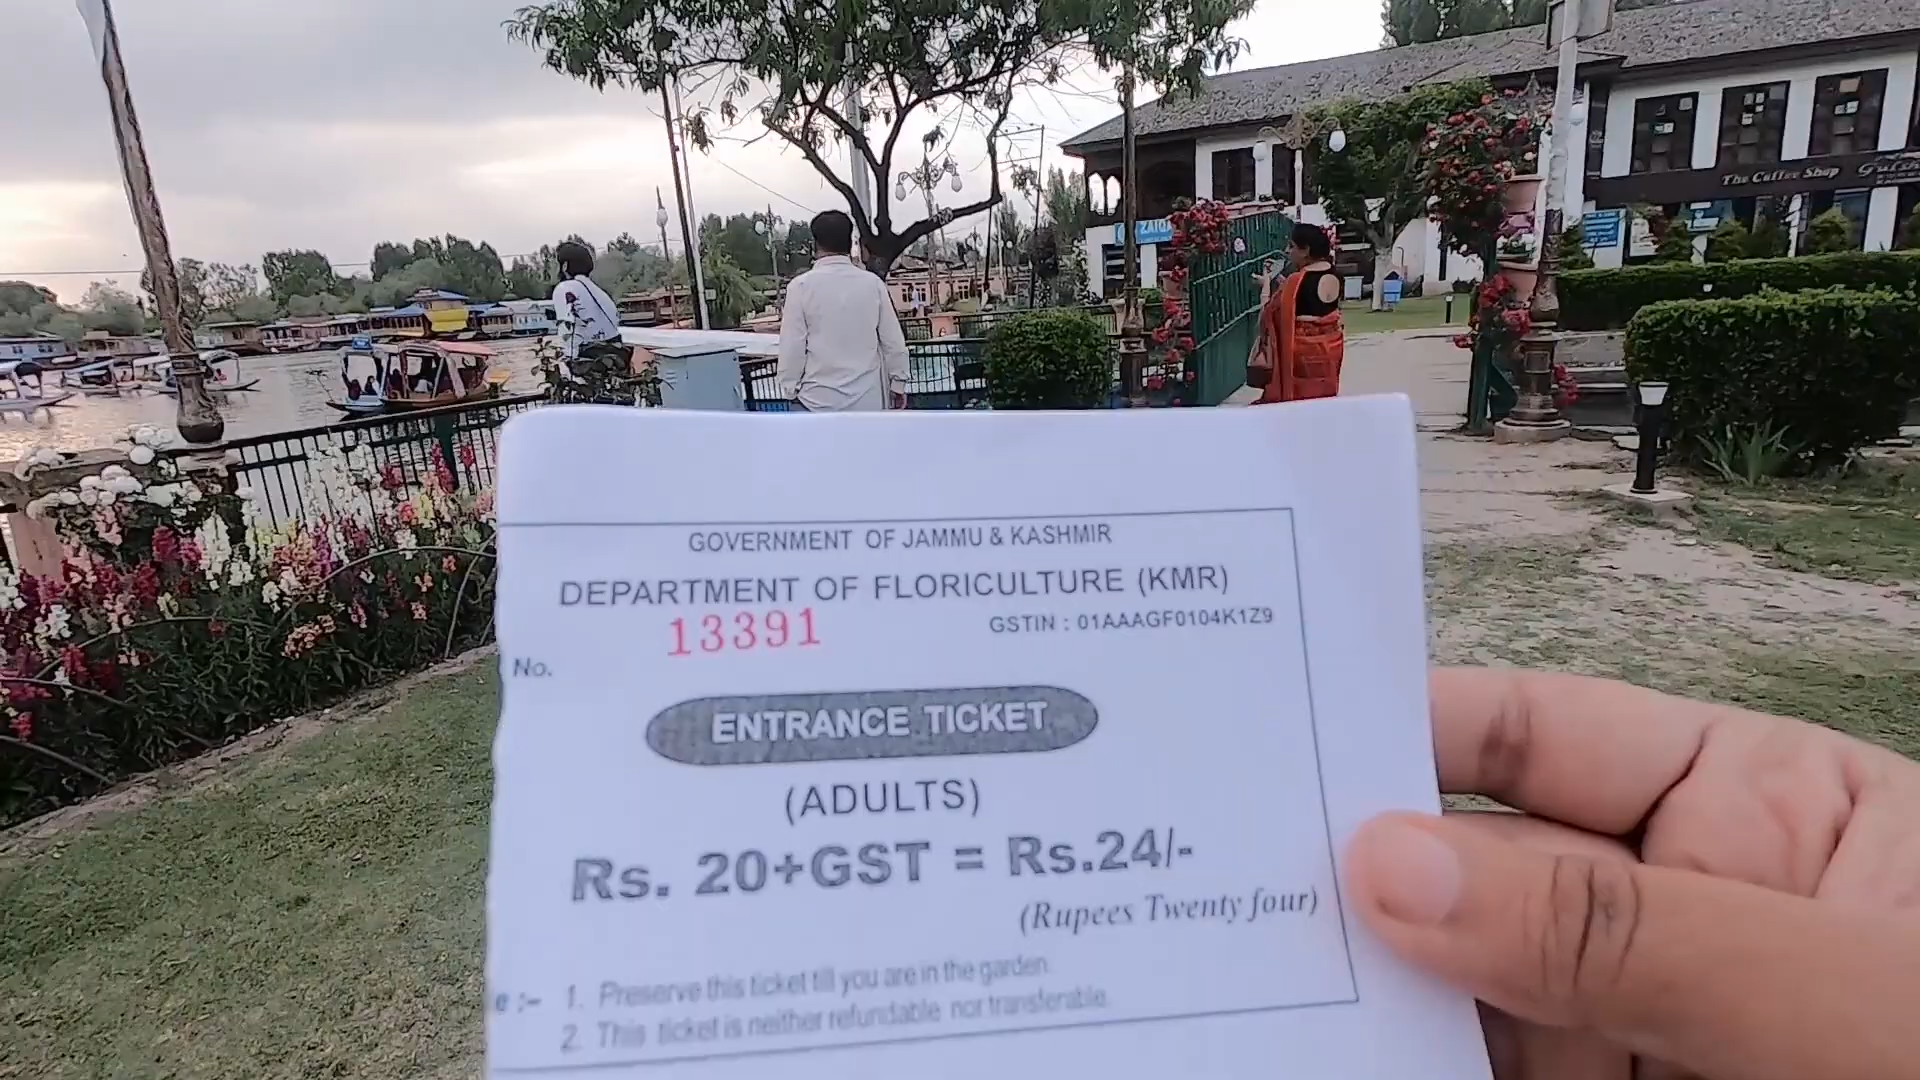 The Coffee Shop
ZAIQA
GOVERNMENT OF JAMMU & KASHMIR
DEPARTMENT OF FLORICULTURE (KMR)
13391
GSTIN : 01AAAGF0104K1Z9
No.
ENTRANCE TICKET
(ADULTS)
Rs. 20+GST = Rs.24/-
(Rupees Twenty four)
e :- 1. Preserve this ticket till you are in the garden.
2. This ticket is neither refundable nor transferable.